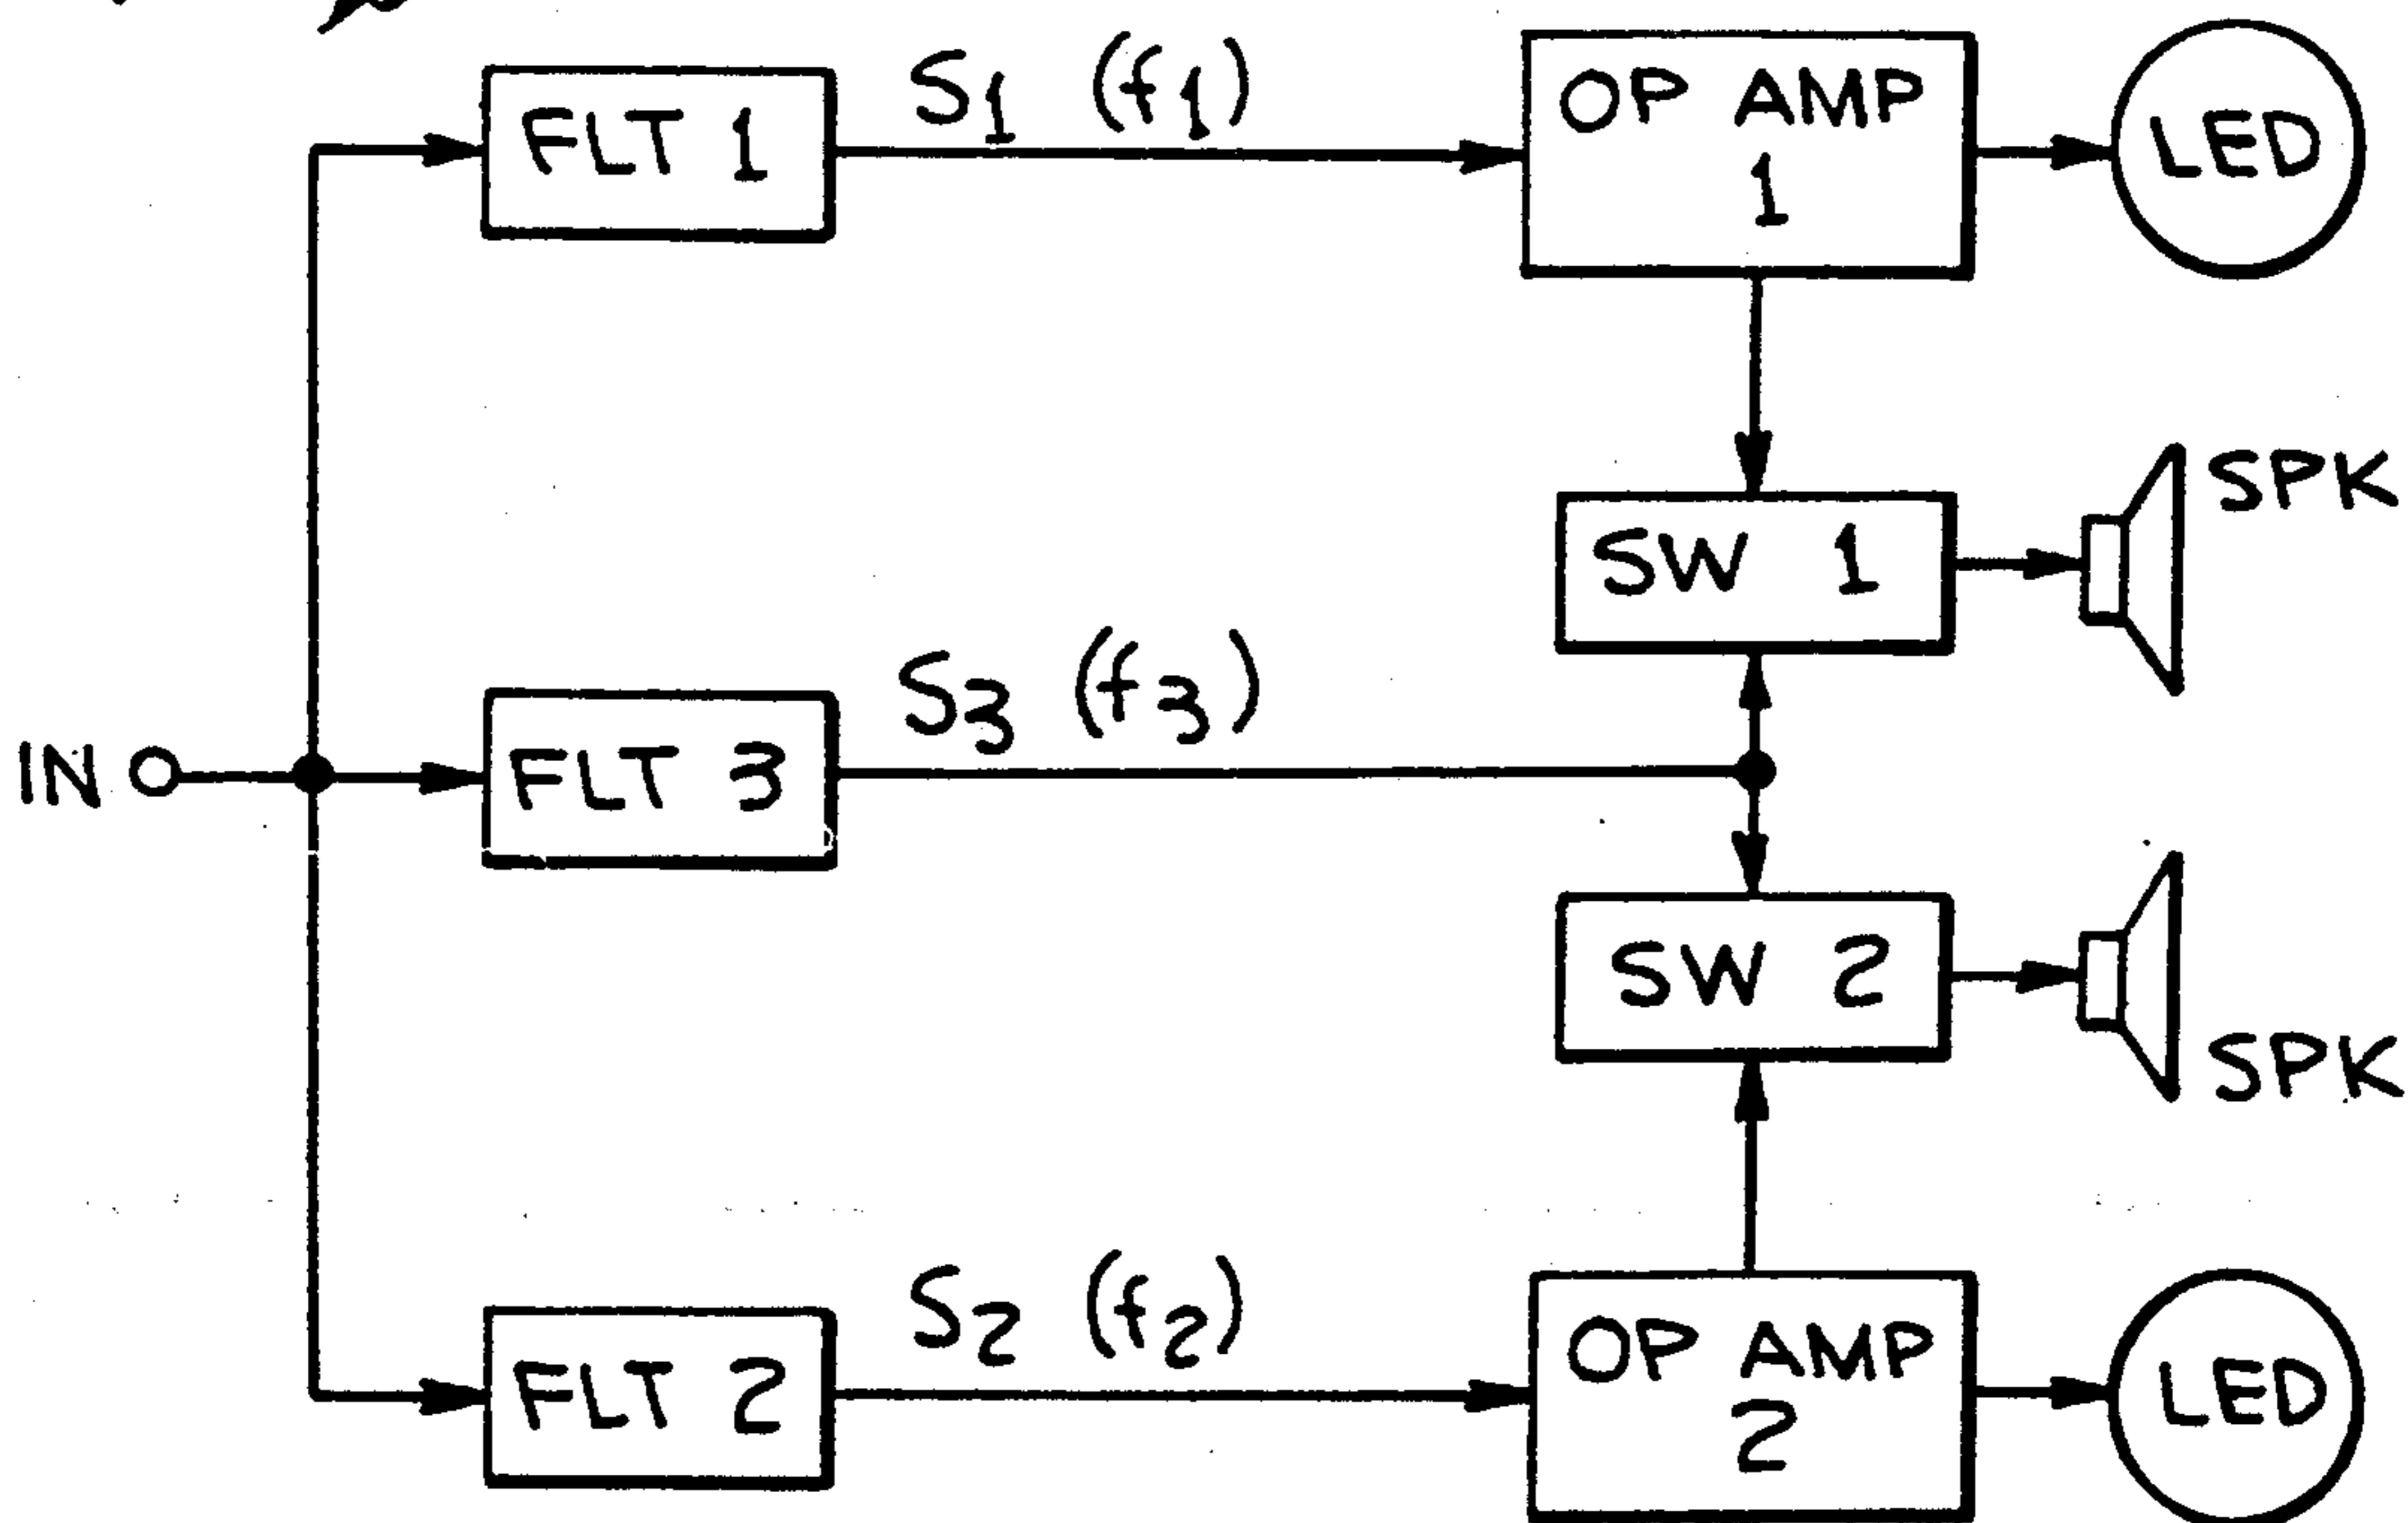 FLT 1
S1 (f1)
OP AMP
1
LED
SW 1
SPK
IN
FLT 3
S3 (f3)
SW 2
SPK
FLT 2
S2 (f2)
OP AMP
2
LED